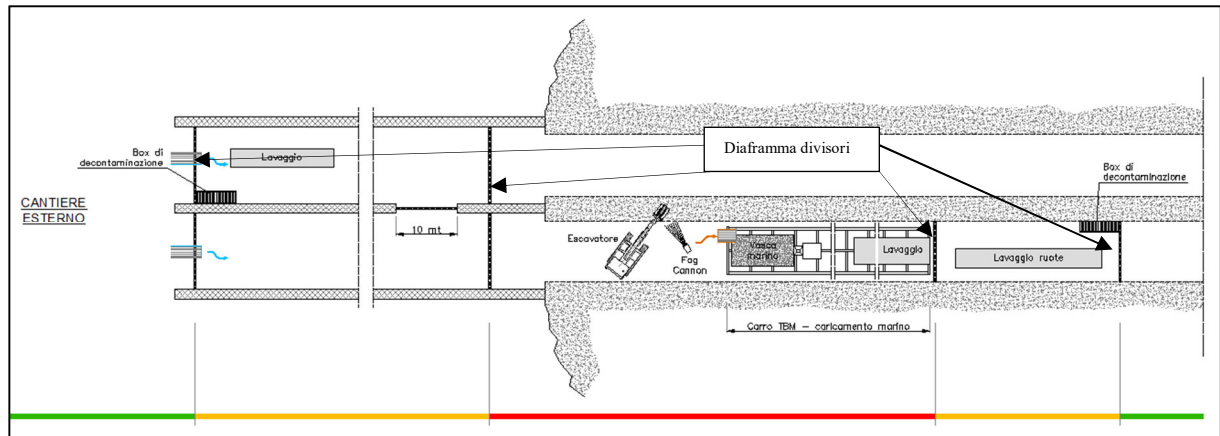 Box di
decontaminazione
Lavaggio
Diaframma divisori
Box di
decontaminazione
CANTIERE
ESTERNO
10 mt
Escavatore
Fog
Cannon
Vasca
marino
Lavaggio
Lavaggio ruote
Carro TBM – caricamento marino